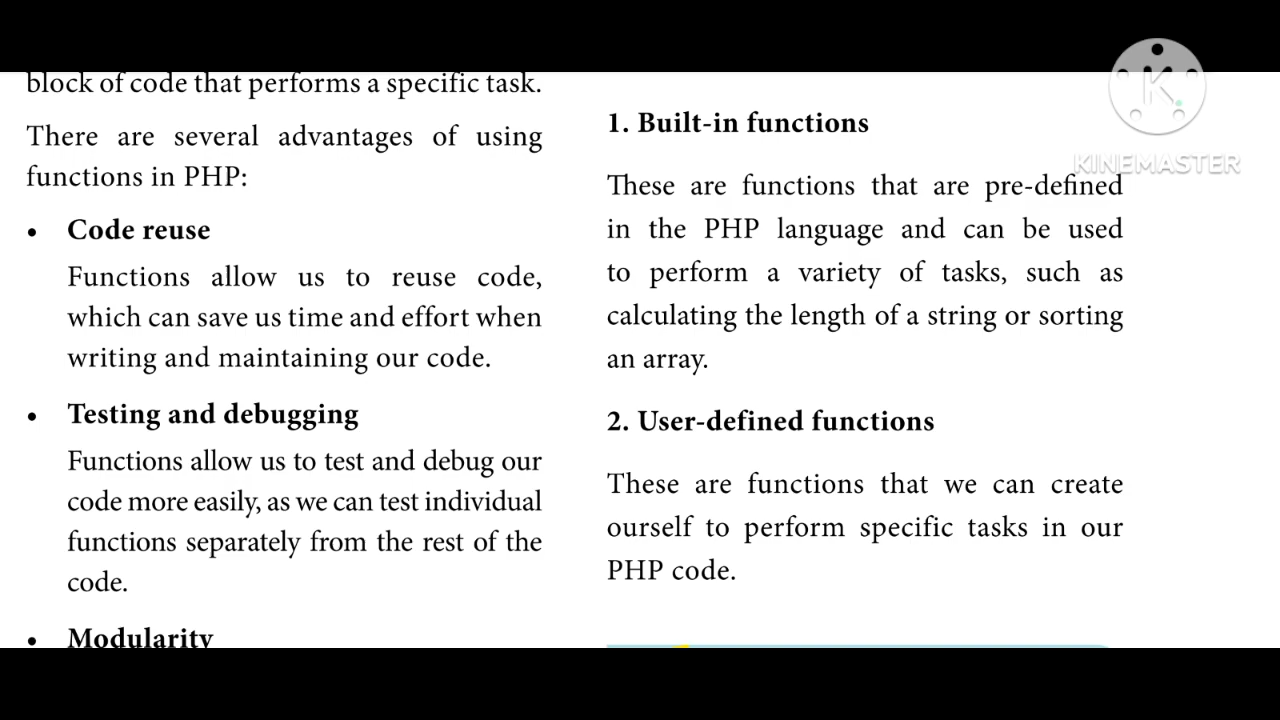 block of code that performs a specific task.
There are several advantages of using
functions in PHP:
• Code reuse
Functions allow us to reuse code,
which can save us time and effort when
writing and maintaining our code.
• Testing and debugging
Functions allow us to test and debug our
code more easily, as we can test individual
functions separately from the rest of the
code.
• Modularity
1. Built-in functions
These are functions that are pre-defined
in the PHP language and can be used
to perform a variety of tasks, such as
calculating the length of a string or sorting
an array.
2. User-defined functions
These are functions that we can create
ourself to perform specific tasks in our
PHP code.
K
KINEMASTER